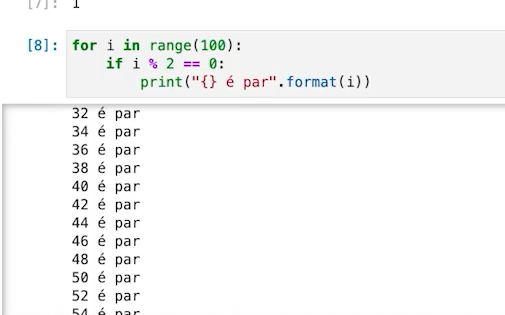 [7]: 1
[8]: for i in range(100):
if i % 2 == 0:
print("{} é par".format(i))
32 é par
34 é par
36 é par
38 é par
40 é par
42 é par
44 é par
46 é par
48 é par
50 é par
52 é par
54 é par